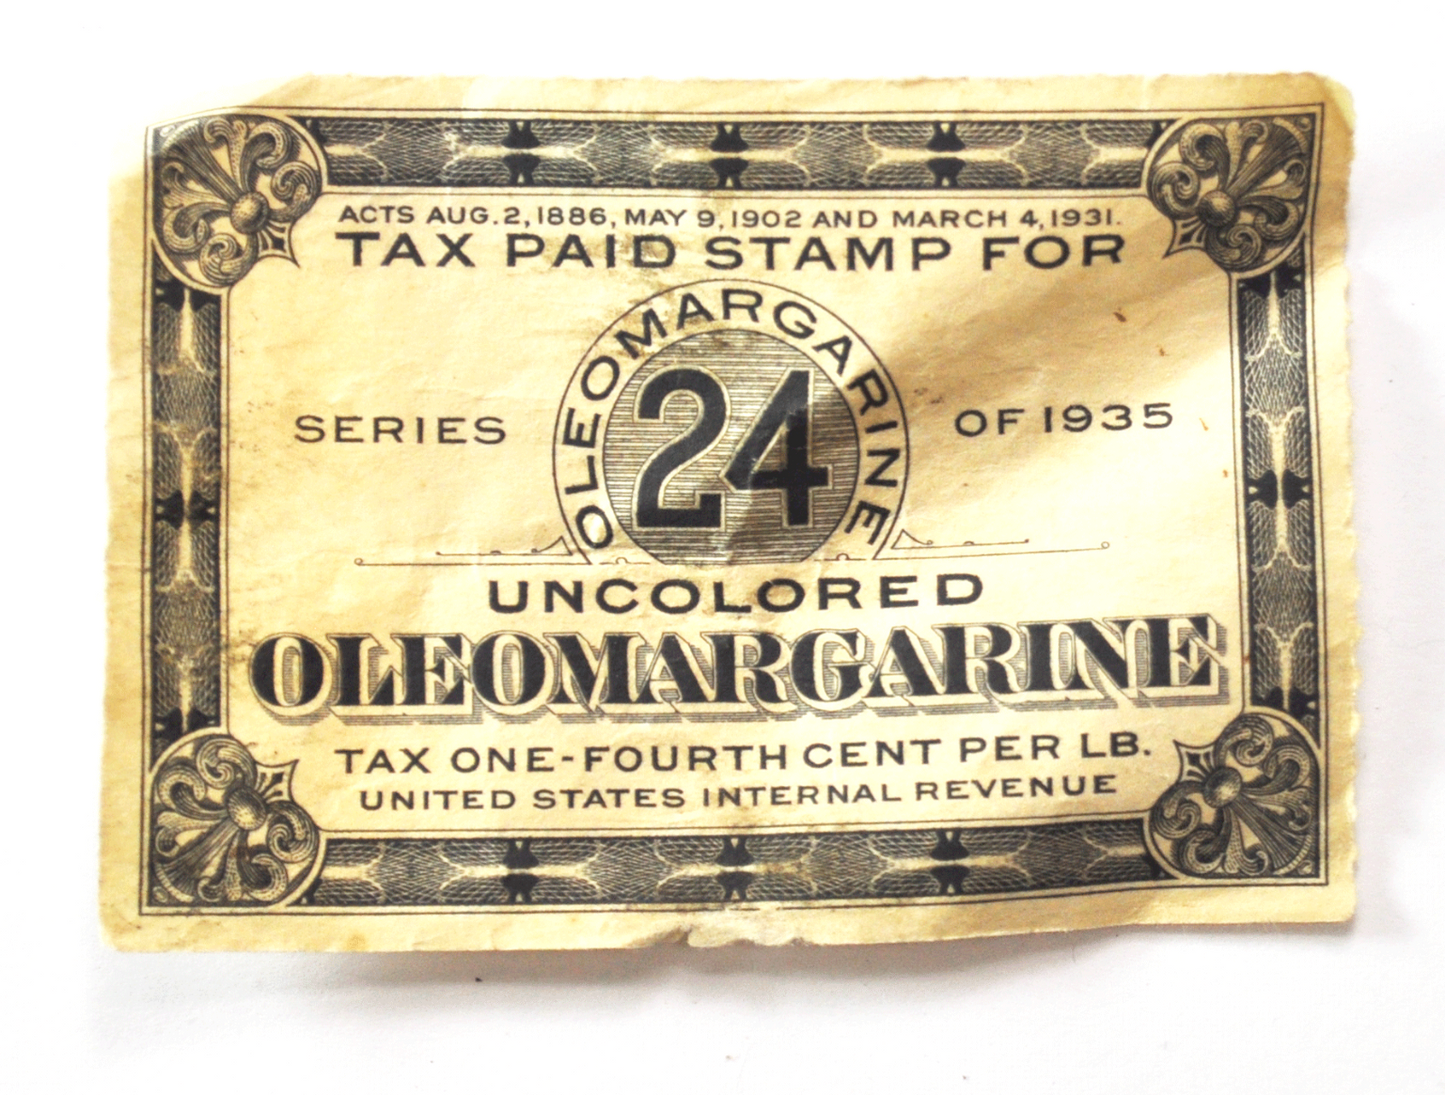 ACTS AUG. 2, 1886, MAY 9, 1902 AND MARCH 4, 1931.
TAX PAID STAMP FOR
OLEOMARGARINE
SERIES 24 OF 1935
UNCOLORED
OLEOMARGARINE
TAX ONE-FOURTH CENT PER LB.
UNITED STATES INTERNAL REVENUE